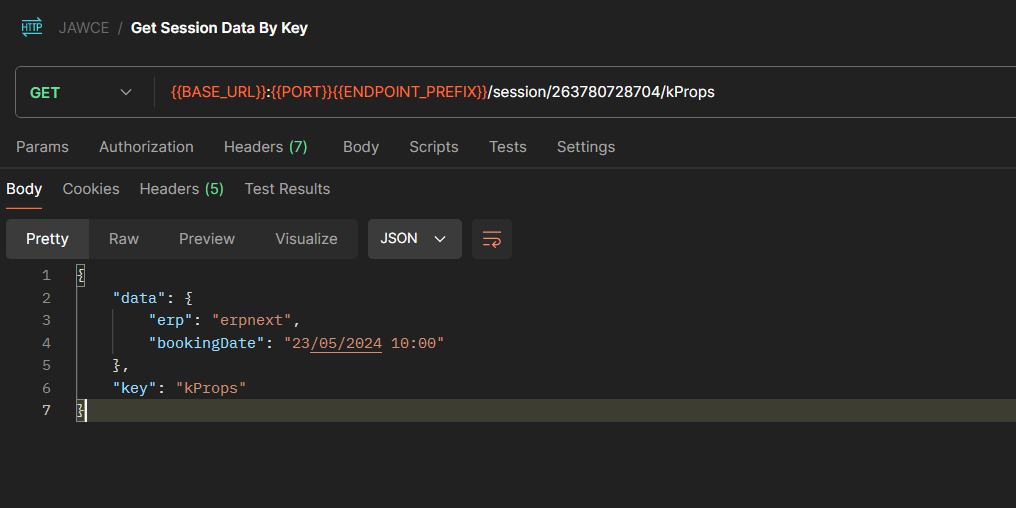 HTTP JAWCE / Get Session Data By Key
GET {{BASE_URL}}:{{PORT}}{{ENDPOINT_PREFIX}}/session/263780728704/kProps
Params Authorization Headers (7) Body Scripts Tests Settings
Body Cookies Headers (5) Test Results
Pretty Raw Preview Visualize JSON
1 {
2 "data": {
3 "erp": "erpnext",
4 "bookingDate": "23/05/2024 10:00"
5 },
6 "key": "kProps"
7 }